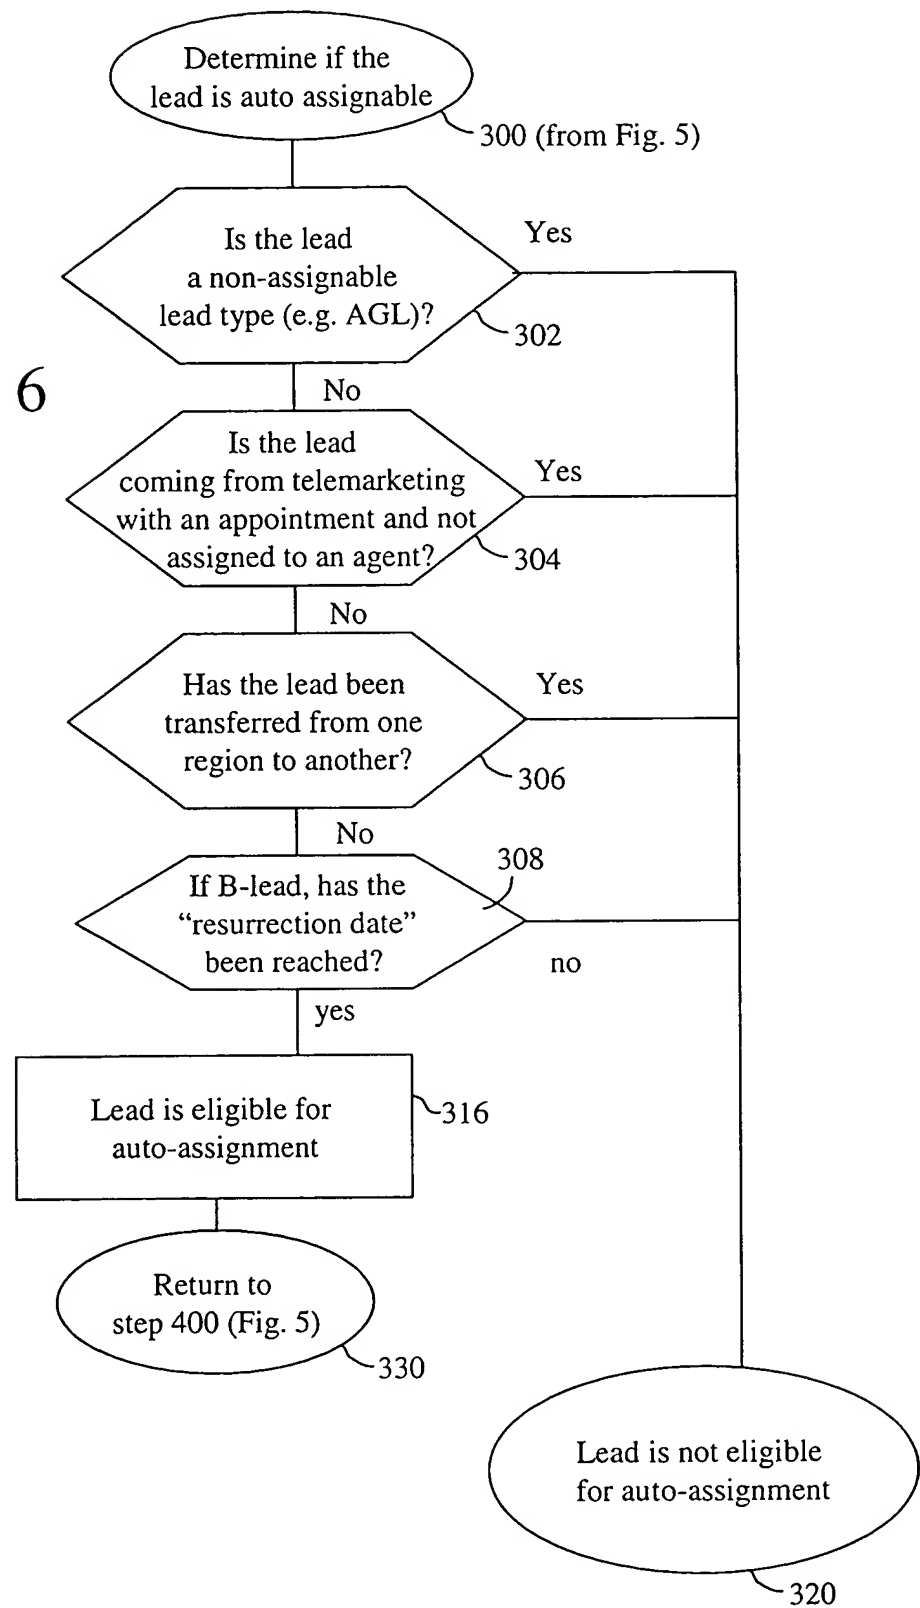 Determine if the
lead is auto assignable
300 (from Fig. 5)
Is the lead
a non-assignable
lead type (e.g. AGL)?
Yes
302
6
No
Is the lead
coming from telemarketing
with an appointment and not
assigned to an agent?
Yes
304
No
Has the lead been
transferred from one
region to another?
Yes
306
No
308
If B-lead, has the
“resurrection date”
been reached?
no
yes
Lead is eligible for
auto-assignment
316
Return to
step 400 (Fig. 5)
330
Lead is not eligible
for auto-assignment
320